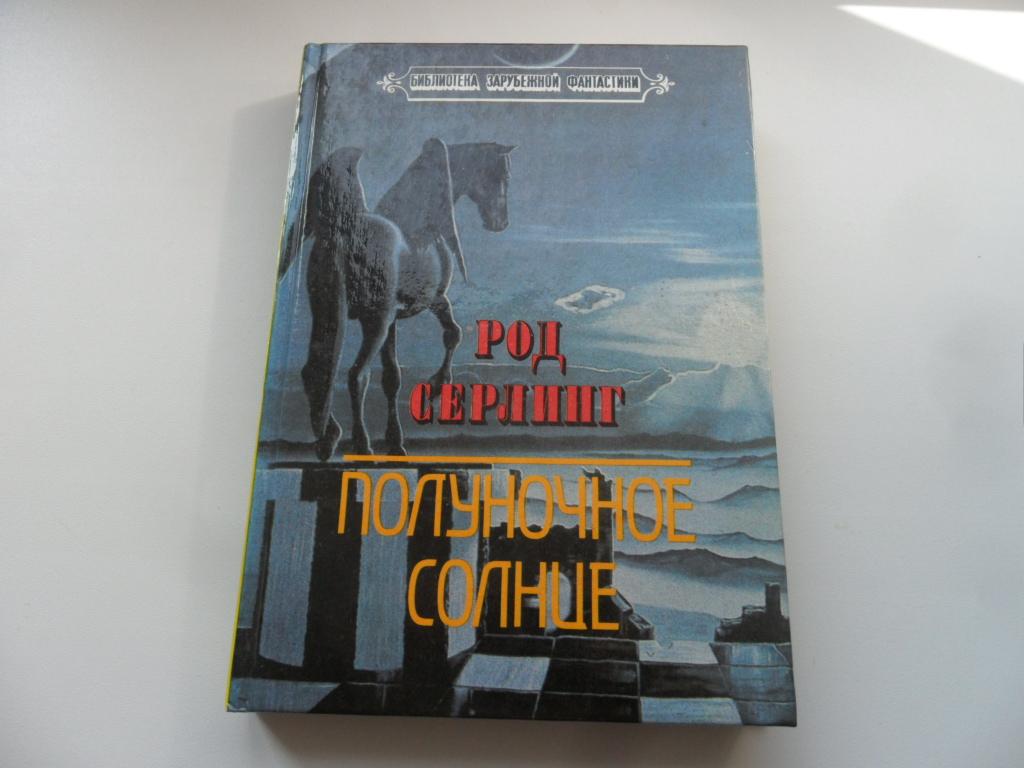 БИБЛИОТЕКА ЗАРУБЕЖНОЙ ФАНТАСТИКИ
РОД
СЕРЛИНГ
ПОЛУНОЧНОЕ
СОЛНЦЕ